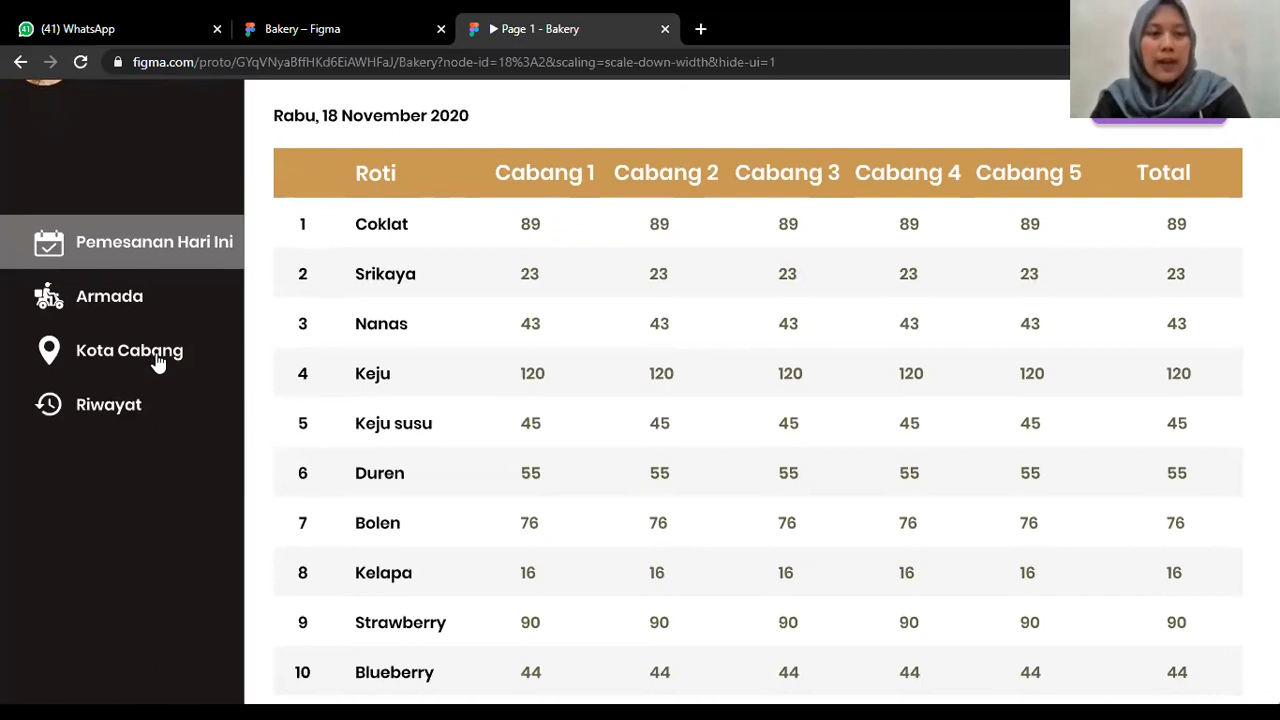 (41) WhatsApp
Bakery – Figma
Page 1 - Bakery
figma.com/proto/GYqVNyaBffHKd6EiAWHFaJ/Bakery?node-id=18%3A2&scaling=scale-down-width&hide-ui=1
Rabu, 18 November 2020
Pemesanan Hari Ini
Armada
Kota Cabang
Riwayat
Roti Cabang 1 Cabang 2 Cabang 3 Cabang 4 Cabang 5 Total
1 Coklat 89 89 89 89 89 89
2 Srikaya 23 23 23 23 23 23
3 Nanas 43 43 43 43 43 43
4 Keju 120 120 120 120 120 120
5 Keju susu 45 45 45 45 45 45
6 Duren 55 55 55 55 55 55
7 Bolen 76 76 76 76 76 76
8 Kelapa 16 16 16 16 16 16
9 Strawberry 90 90 90 90 90 90
10 Blueberry 44 44 44 44 44 44